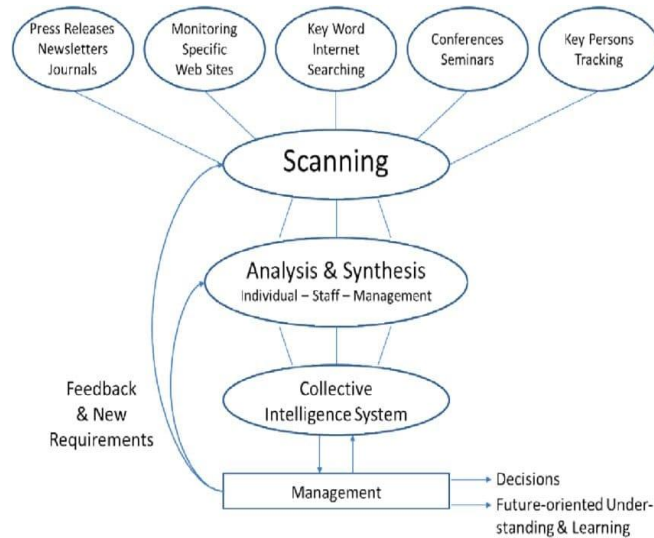 Press Releases
Newsletters
Journals
Monitoring
Specific
Web Sites
Key Word
Internet
Searching
Conferences
Seminars
Key Persons
Tracking
Scanning
Analysis & Synthesis
Individual – Staff – Management
Collective
Intelligence System
Feedback
& New
Requirements
Management
Decisions
Future-oriented Under-
standing & Learning